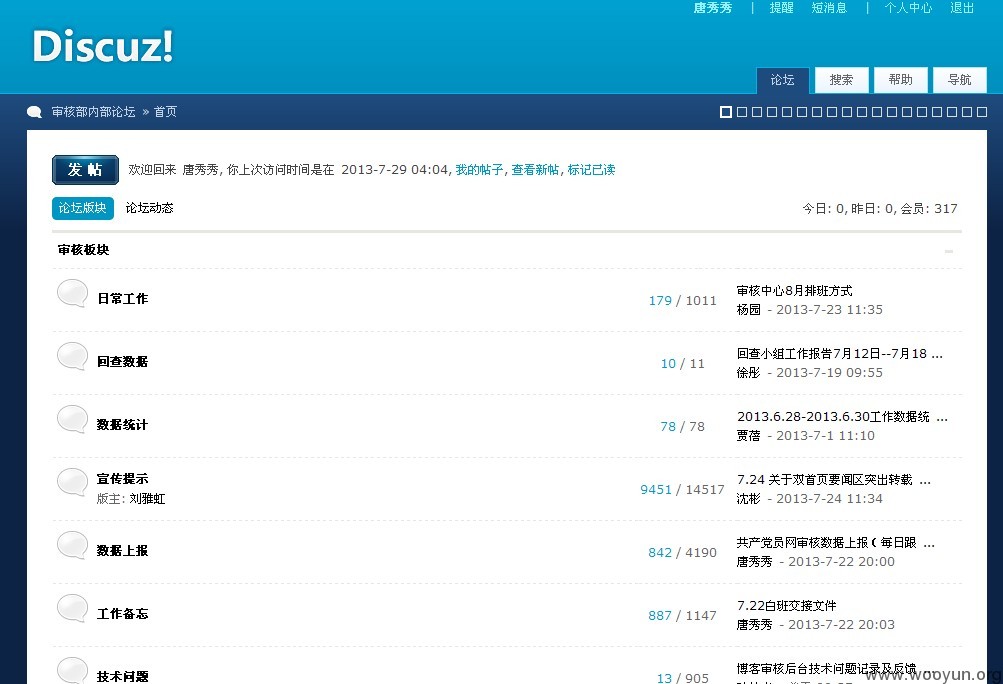 唐秀秀 | 提醒 短消息 | 个人中心 退出
Discuz!
论坛 搜索 帮助 导航
审核部内部论坛 » 首页
发帖 欢迎回来 唐秀秀, 你上次访问时间是在 2013-7-29 04:04, 我的帖子, 查看新帖, 标记已读
论坛版块 论坛动态 今日: 0, 昨日: 0, 会员: 317
审核板块
日常工作 179 / 1011 审核中心8月排班方式
杨园 - 2013-7-23 11:35
回查数据 10 / 11 回查小组工作报告7月12日--7月18 ...
徐彤 - 2013-7-19 09:55
数据统计 78 / 78 2013.6.28-2013.6.30工作数据统 ...
贾蓓 - 2013-7-1 11:10
宣传提示 9451 / 14517 7.24 关于双首页要闻区突出转载 ...
版主: 刘雅虹 沈彬 - 2013-7-24 11:34
数据上报 842 / 4190 共产党员网审核数据上报 ( 每日跟 ...
唐秀秀 - 2013-7-22 20:00
工作备忘 887 / 1147 7.22白班交接文件
唐秀秀 - 2013-7-22 20:03
技术问题 13 / 905 博客审核后台技术问题记录及反馈
www.wooyun.org